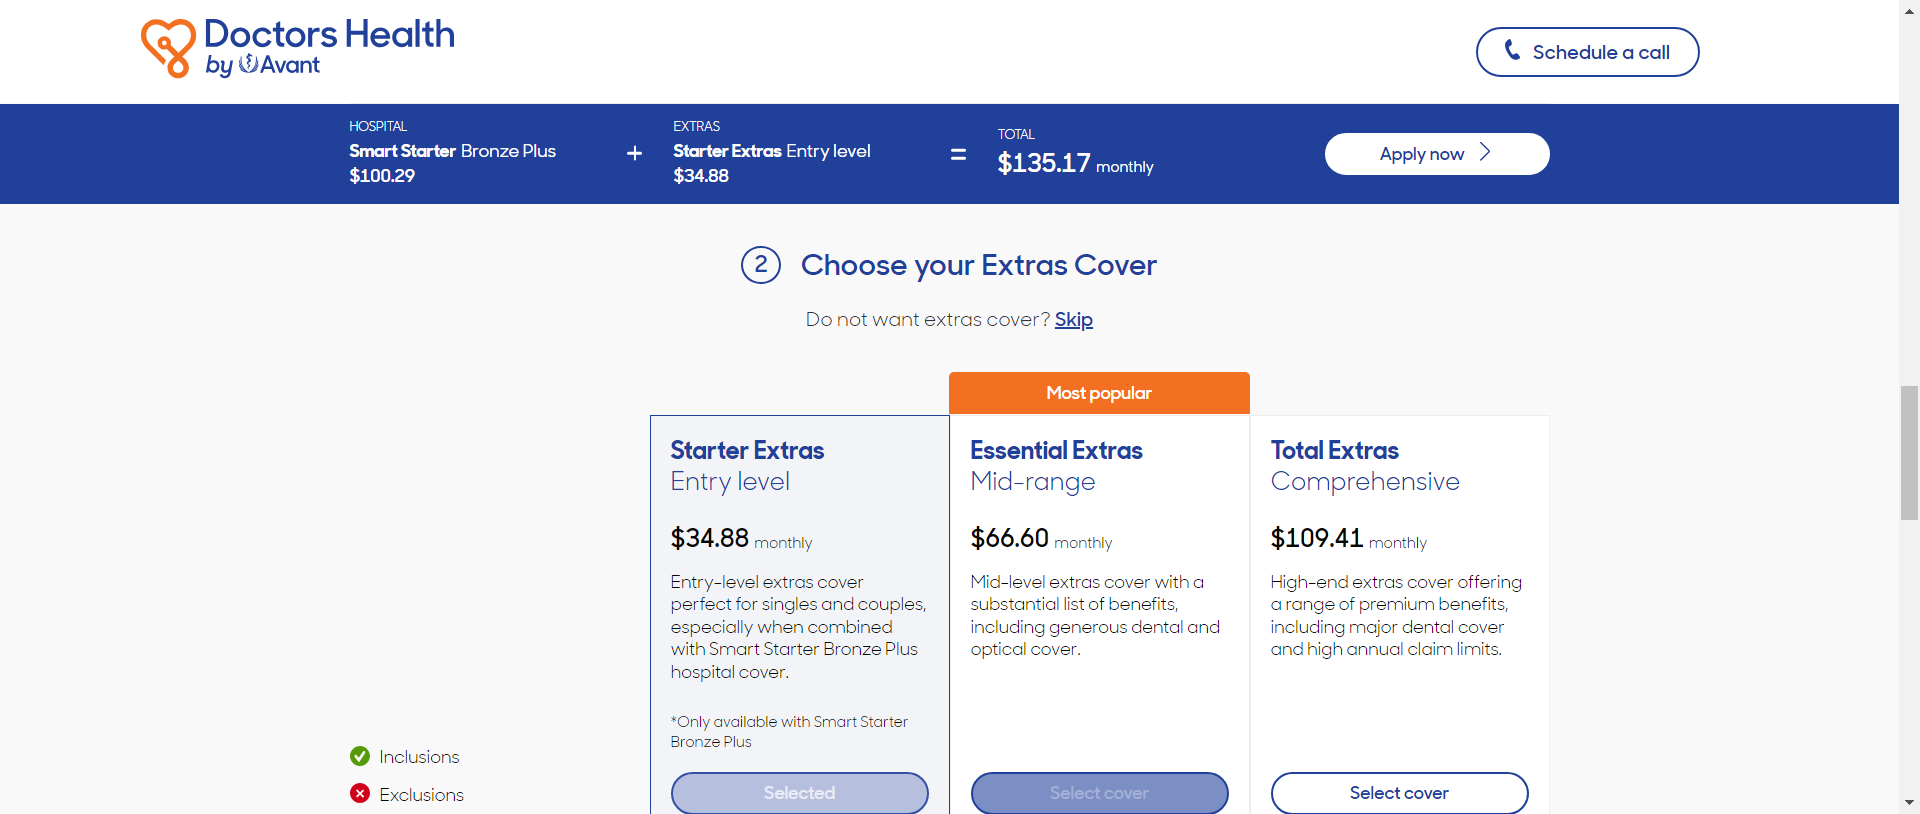 Doctors Health
by Avant
Schedule a call
HOSPITAL
Smart Starter Bronze Plus
$100.29
+
EXTRAS
Starter Extras Entry level
$34.88
=
TOTAL
$135.17 monthly
Apply now
2 Choose your Extras Cover
Do not want extras cover? Skip
Most popular
Starter Extras
Entry level
$34.88 monthly
Entry-level extras cover
perfect for singles and couples,
especially when combined
with Smart Starter Bronze Plus
hospital cover.
*Only available with Smart Starter
Bronze Plus
Selected
Essential Extras
Mid-range
$66.60 monthly
Mid-level extras cover with a
substantial list of benefits,
including generous dental and
optical cover.
Select cover
Total Extras
Comprehensive
$109.41 monthly
High-end extras cover offering
a range of premium benefits,
including major dental cover
and high annual claim limits.
Select cover
Inclusions
Exclusions